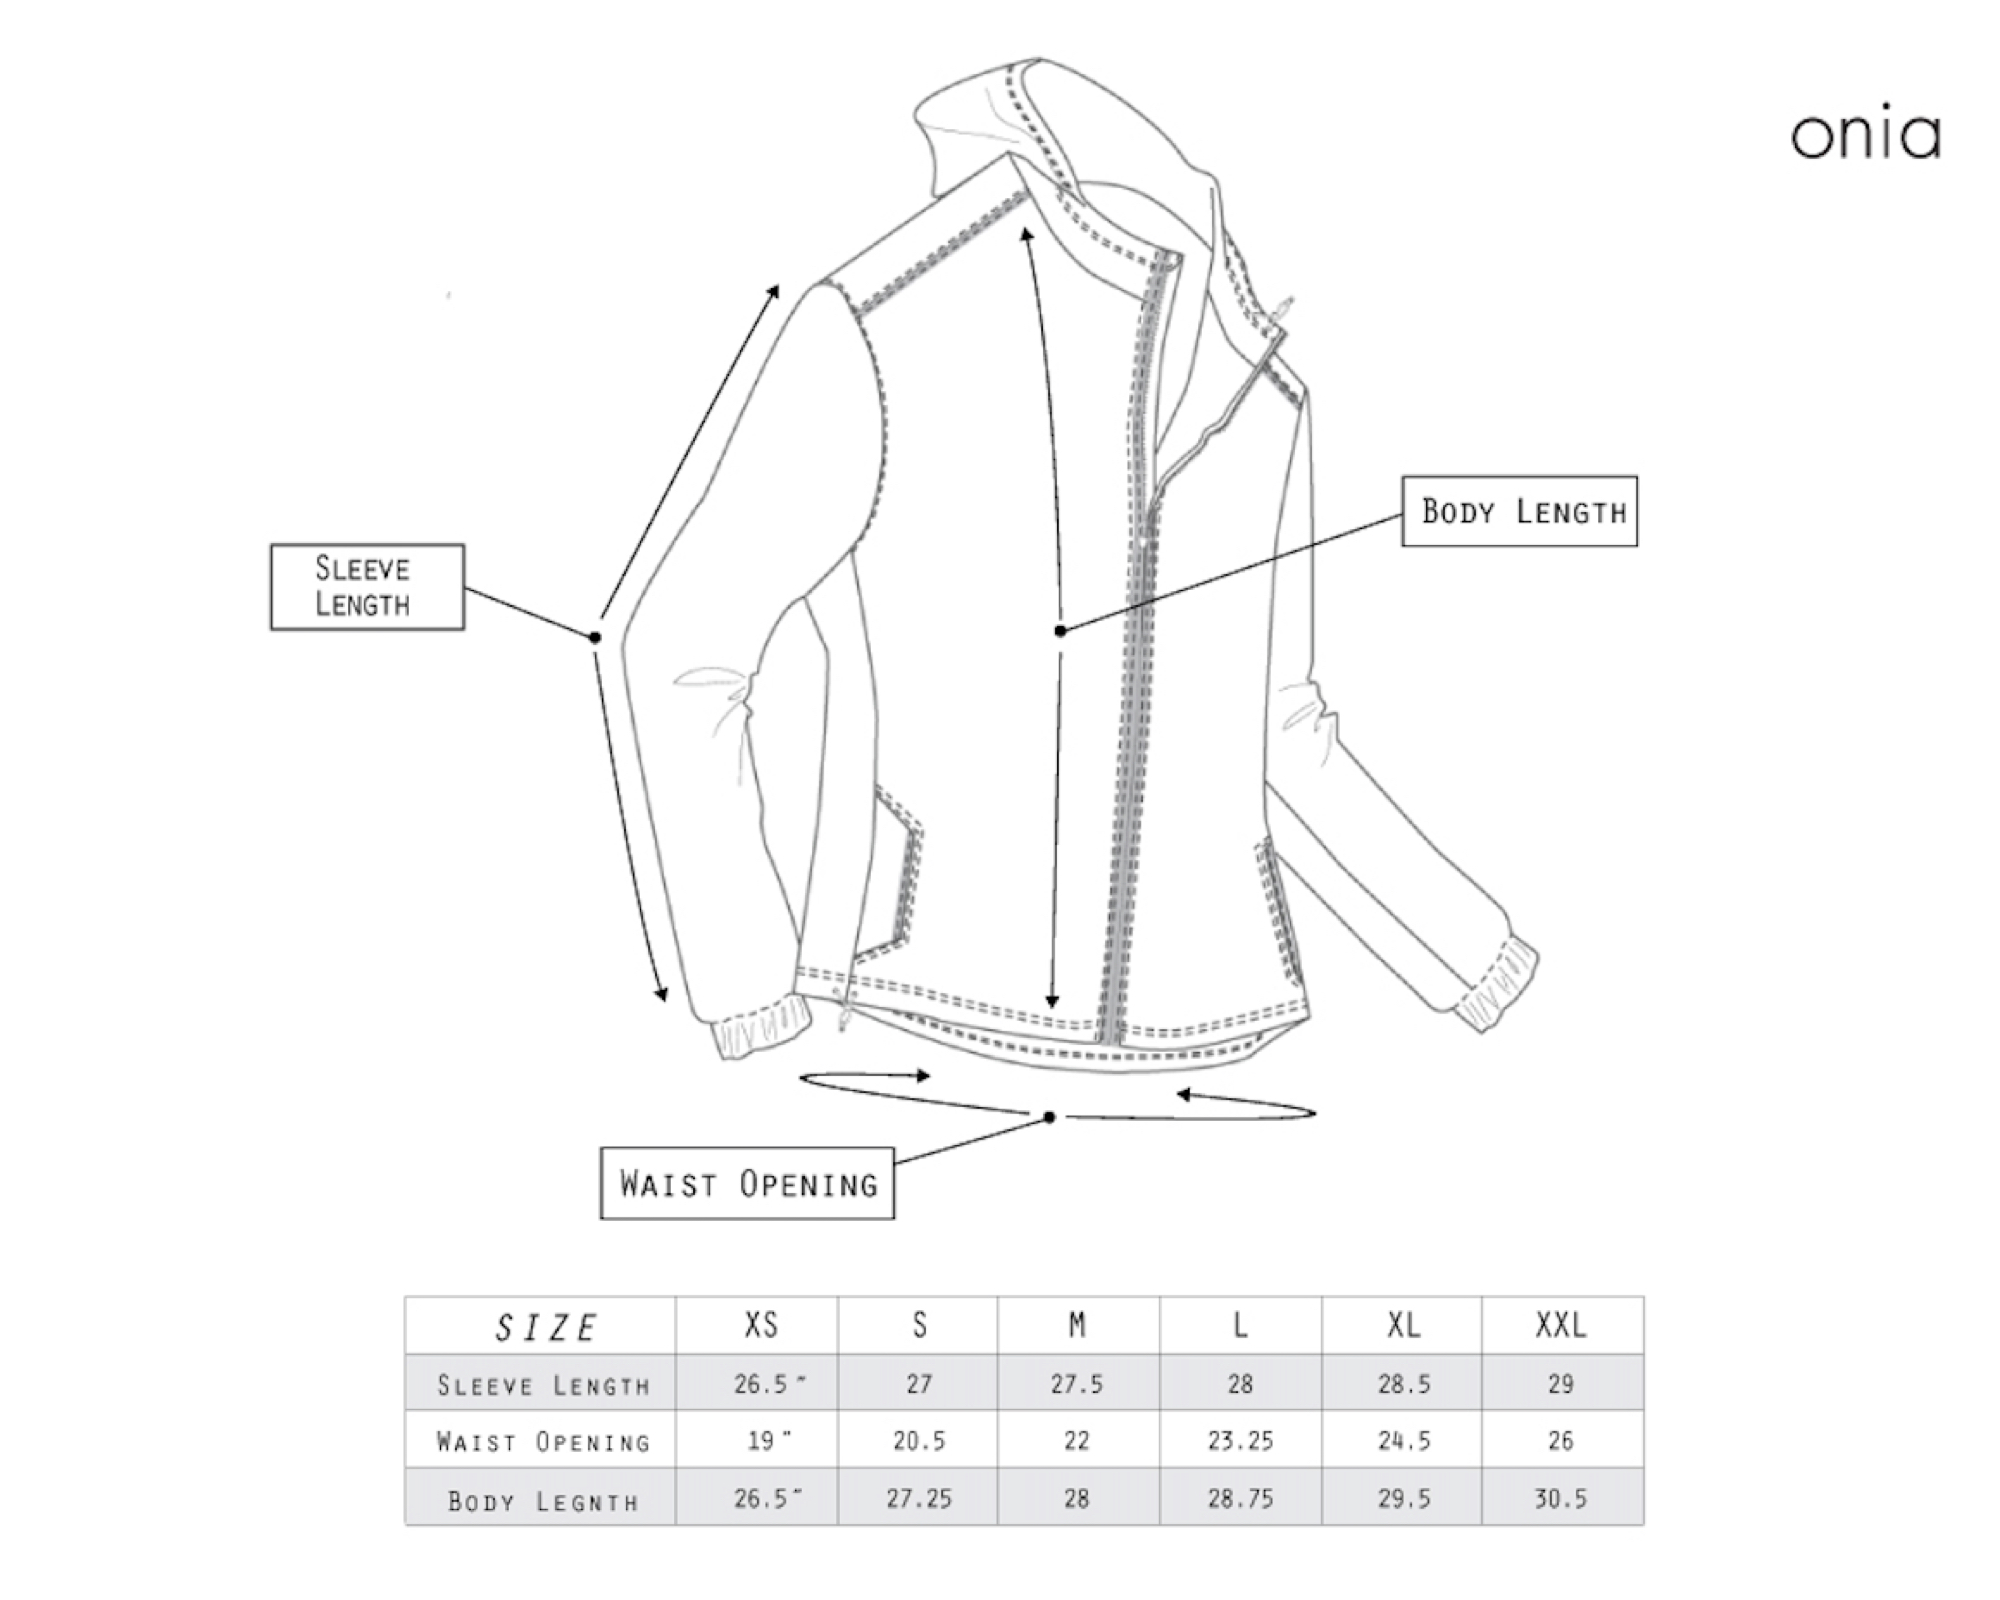 onia
BODY LENGTH
SLEEVE
LENGTH
WAIST OPENING
SIZE XS S M L XL XXL
SLEEVE LENGTH 26.5" 27 27.5 28 28.5 29
WAIST OPENING 19" 20.5 22 23.25 24.5 26
BODY LEGNTH 26.5" 27.25 28 28.75 29.5 30.5